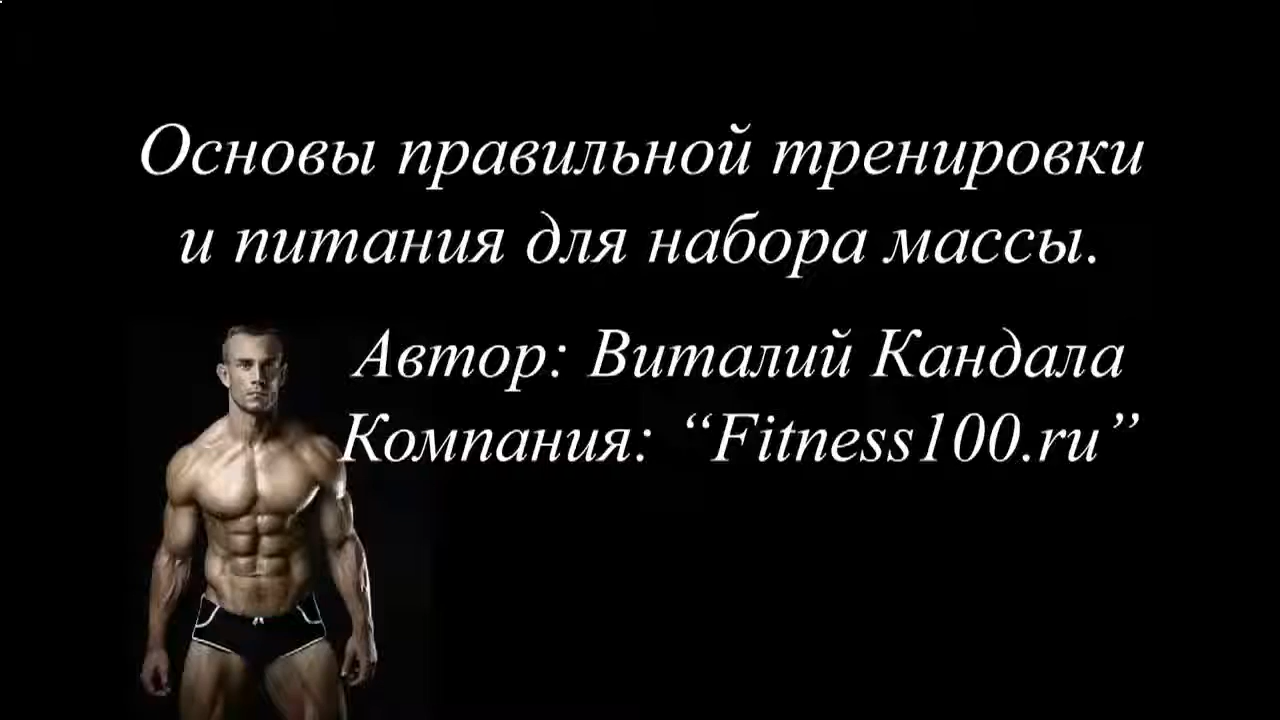 Основы правильной тренировки
и питания для набора массы.
Автор: Виталий Кандала
Компания: “Fitness100.ru”